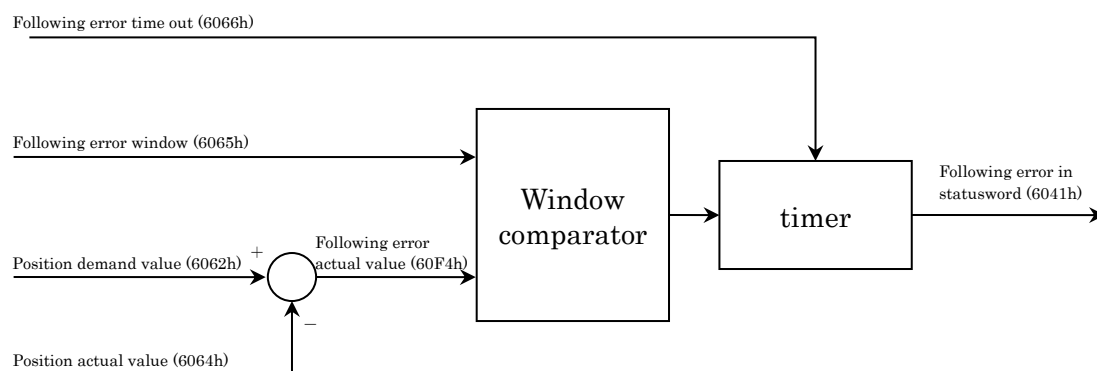 Following error time out (6066h)
Following error window (6065h)
Window
comparator
timer
Following error in
statusword (6041h)
Position demand value (6062h)
+
Following error
actual value (60F4h)
−
Position actual value (6064h)